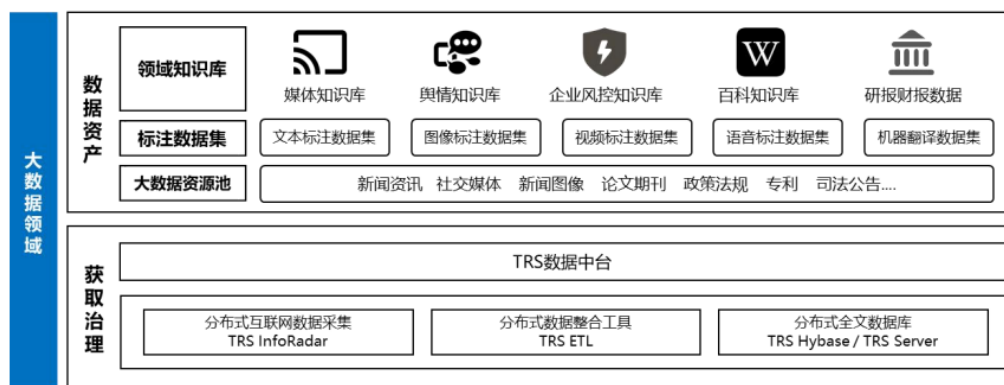 大数据领域
数据资产
领域知识库
媒体知识库
舆情知识库
企业风控知识库
W
百科知识库
研报财报数据
标注数据集
文本标注数据集
图像标注数据集
视频标注数据集
语音标注数据集
机器翻译数据集
大数据资源池
新闻资讯 社交媒体 新闻图像 论文期刊 政策法规 专利 司法公告....
获取治理
TRS数据中台
分布式互联网数据采集
TRS InfoRadar
分布式数据整合工具
TRS ETL
分布式全文数据库
TRS Hybase / TRS Server